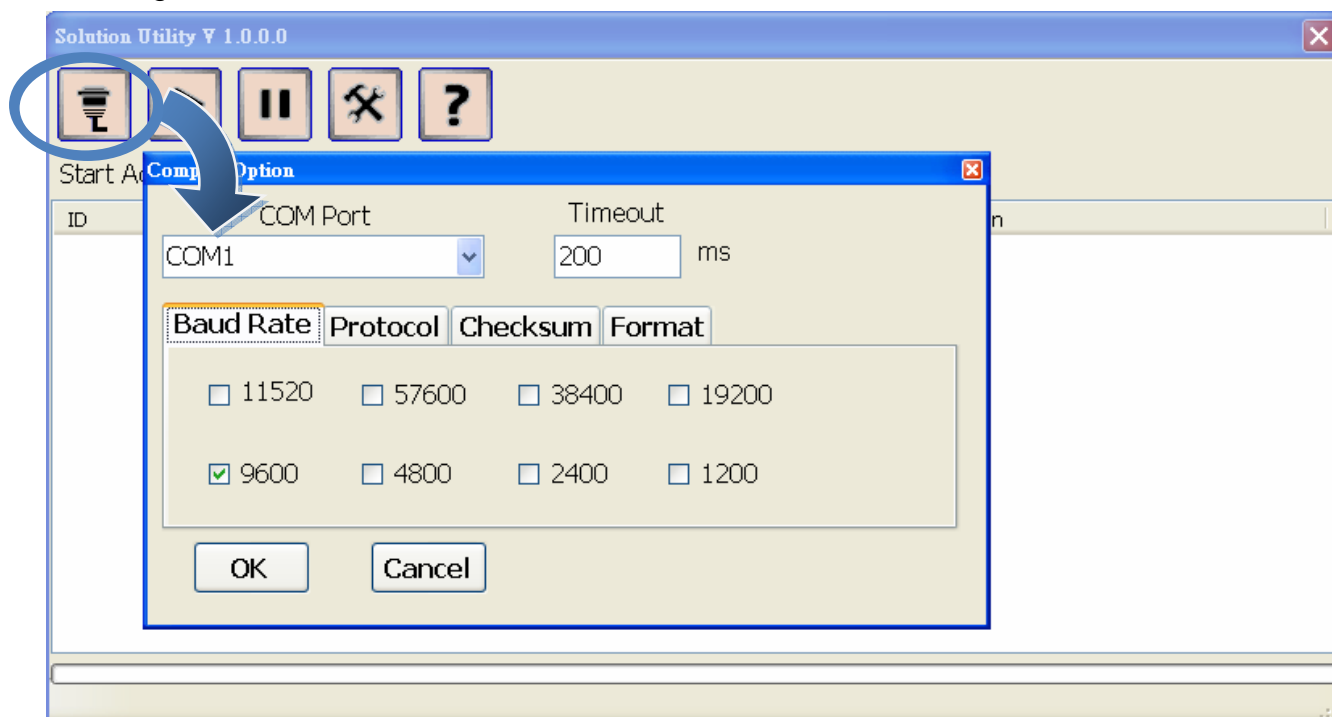 Solution Utility V 1.0.0.0
?
Start
Option
ID
COM Port Timeout
n
COM1 200 ms
Baud Rate Protocol Checksum Format
11520 57600 38400 19200
9600 4800 2400 1200
OK Cancel